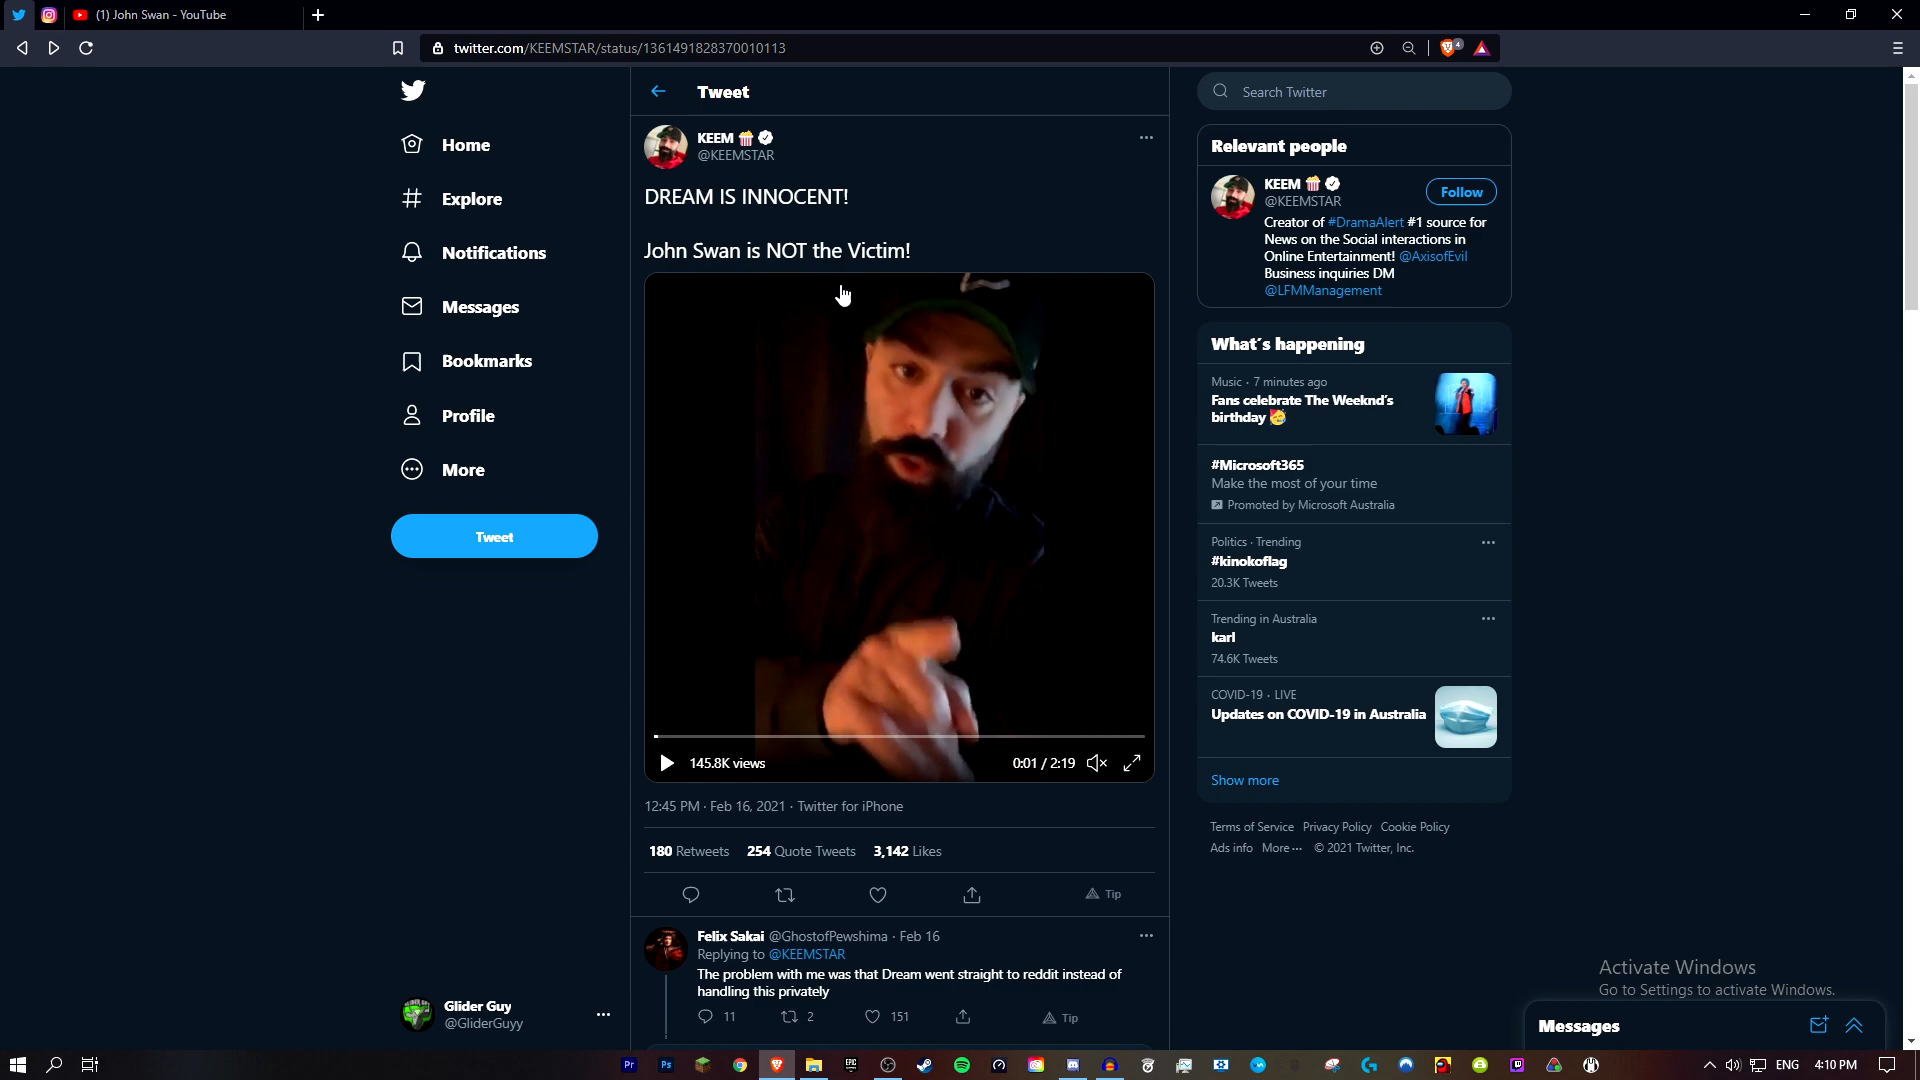 (1) John Swan - YouTube
twitter.com/KEEMSTAR/status/1361491828370010113
4
Home
Explore
Notifications
Messages
Bookmarks
Profile
More
Tweet
Glider Guy
@GliderGuyy
Tweet
KEEM
@KEEMSTAR
DREAM IS INNOCENT!
John Swan is NOT the Victim!
145.8K views
0:01 / 2:19
12:45 PM · Feb 16, 2021 · Twitter for iPhone
180 Retweets 254 Quote Tweets 3,142 Likes
Tip
Felix Sakai @GhostofPewshima · Feb 16
Replying to @KEEMSTAR
The problem with me was that Dream went straight to reddit instead of
handling this privately
11 2 151 Tip
Search Twitter
Relevant people
KEEM
@KEEMSTAR
Follow
Creator of #DramaAlert #1 source for
News on the Social interactions in
Online Entertainment! @AxisofEvil
Business inquiries DM
@LFMManagement
What's happening
Music · 7 minutes ago
Fans celebrate The Weeknd's
birthday
#Microsoft365
Make the most of your time
Promoted by Microsoft Australia
Politics · Trending
#kinokoflag
20.3K Tweets
Trending in Australia
karl
74.6K Tweets
COVID-19 · LIVE
Updates on COVID-19 in Australia
Show more
Terms of Service Privacy Policy Cookie Policy
Ads info More © 2021 Twitter, Inc.
Activate Windows
Go to Settings to activate Windows.
Messages
Pr
Ps
EPIC
ENG
4:10 PM